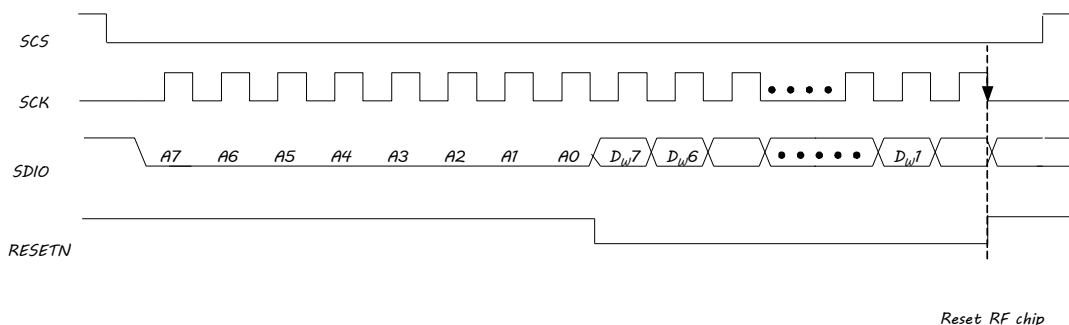 SCS
SCK
SDIO A7 A6 A5 A4 A3 A2 A1 A0 DW7 DW6 DW1
RESETN
Reset RF chip